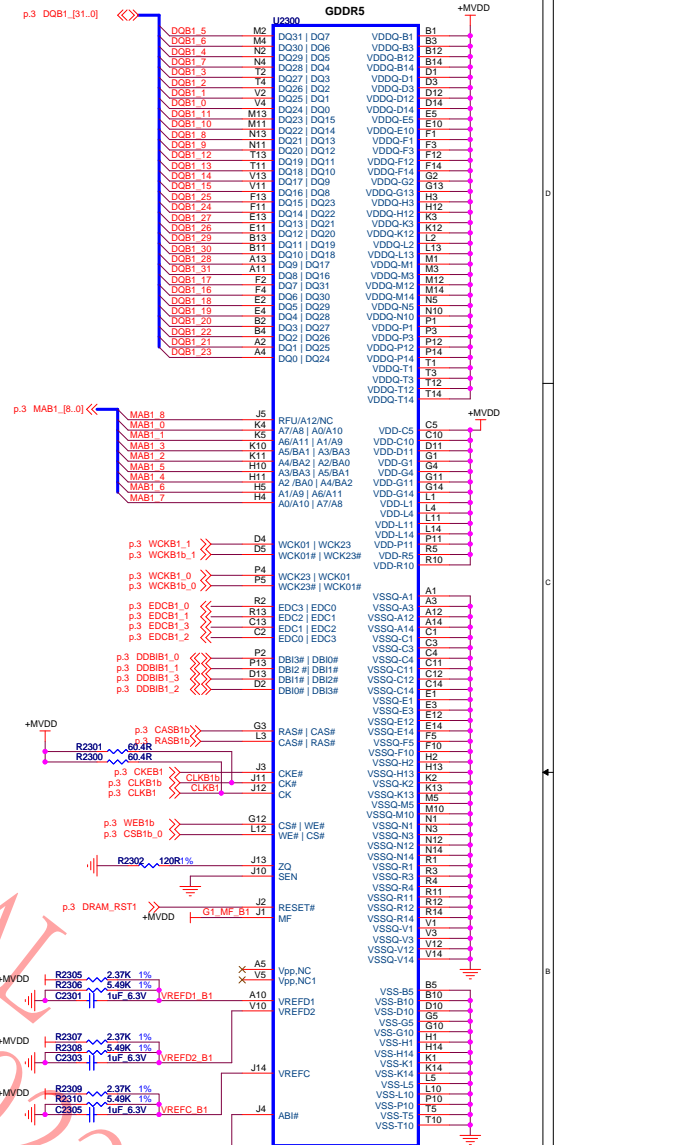 GDDR5
+MVDD
p.3 DQB1_[31..0]
U2300
DQB1_5 M2 DQ31 | DQ7 VDDQ-B1 B1
DQB1_6 M4 DQ30 | DQ6 VDDQ-B3 B3
DQB1_4 N2 DQ29 | DQ5 VDDQ-B12 B12
DQB1_7 N4 DQ28 | DQ4 VDDQ-B14 B14
DQB1_3 T2 DQ27 | DQ3 VDDQ-D1 D1
DQB1_2 T4 DQ26 | DQ2 VDDQ-D3 D3
DQB1_1 V2 DQ25 | DQ1 VDDQ-D12 D12
DQB1_0 V4 DQ24 | DQ0 VDDQ-D14 D14
DQB1_11 M13 DQ23 | DQ15 VDDQ-E5 E5
DQB1_10 M11 DQ22 | DQ14 VDDQ-E10 E10
DQB1_8 N13 DQ21 | DQ13 VDDQ-F1 F1
DQB1_9 N11 DQ20 | DQ12 VDDQ-F3 F3
DQB1_12 T13 DQ19 | DQ11 VDDQ-F12 F12
DQB1_13 T11 DQ18 | DQ10 VDDQ-F14 F14
DQB1_14 V13 DQ17 | DQ9 VDDQ-G2 G2
DQB1_15 V11 DQ16 | DQ8 VDDQ-G13 G13
DQB1_25 F13 DQ15 | DQ23 VDDQ-H3 H3
DQB1_24 F11 DQ14 | DQ22 VDDQ-H12 H12
DQB1_27 E13 DQ13 | DQ21 VDDQ-K3 K3
DQB1_26 E11 DQ12 | DQ20 VDDQ-K12 K12
DQB1_29 B13 DQ11 | DQ19 VDDQ-L2 L2
DQB1_30 B11 DQ10 | DQ18 VDDQ-L13 L13
DQB1_28 A13 DQ9 | DQ17 VDDQ-M1 M1
DQB1_31 A11 DQ8 | DQ16 VDDQ-M3 M3
DQB1_17 F2 DQ7 | DQ31 VDDQ-M12 M12
DQB1_16 F4 DQ6 | DQ30 VDDQ-M14 M14
DQB1_18 E2 DQ5 | DQ29 VDDQ-N5 N5
DQB1_19 E4 DQ4 | DQ28 VDDQ-N10 N10
DQB1_20 B2 DQ3 | DQ27 VDDQ-P1 P1
DQB1_22 B4 DQ2 | DQ26 VDDQ-P3 P3
DQB1_21 A2 DQ1 | DQ25 VDDQ-P12 P12
DQB1_23 A4 DQ0 | DQ24 VDDQ-P14 P14
VDDQ-T1 T1
VDDQ-T3 T3
VDDQ-T12 T12
VDDQ-T14 T14
p.3 MAB1_[8..0]
+MVDD
MAB1_8 J5 RFU/A12/NC VDD-C5 C5
MAB1_0 K4 A7/A8 | A0/A10 VDD-C10 C10
MAB1_1 K5 A6/A11 | A1/A9 VDD-D11 D11
MAB1_3 K10 A5/BA1 | A3/BA3 VDD-G1 G1
MAB1_2 K11 A4/BA2 | A2/BA0 VDD-G4 G4
MAB1_5 H10 A3/BA3 | A5/BA1 VDD-G11 G11
MAB1_4 H11 A2 /BA0 | A4/BA2 VDD-G14 G14
MAB1_6 H5 A1/A9 | A6/A11 VDD-L1 L1
MAB1_7 H4 A0/A10 | A7/A8 VDD-L4 L4
VDD-L11 L11
VDD-L14 L14
p.3 WCKB1_1 D4 WCK01 | WCK23 VDD-P11 P11
p.3 WCKB1b_1 D5 WCK01# | WCK23# VDD-R5 R5
VDD-R10 R10
p.3 WCKB1_0 P4 WCK23 | WCK01
p.3 WCKB1b_0 P5 WCK23# | WCK01#
VSSQ-A1 A1
p.3 EDCB1_0 R2 EDC3 | EDC0 VSSQ-A3 A3
p.3 EDCB1_1 R13 EDC2 | EDC1 VSSQ-A12 A12
p.3 EDCB1_3 C13 EDC1 | EDC2 VSSQ-A14 A14
p.3 EDCB1_2 C2 EDC0 | EDC3 VSSQ-C1 C1
VSSQ-C3 C3
p.3 DDBIB1_0 P2 DBI3# | DBI0# VSSQ-C4 C4
p.3 DDBIB1_1 P13 DBI2 #| DBI1# VSSQ-C11 C11
p.3 DDBIB1_3 D13 DBI1# | DBI2# VSSQ-C12 C12
p.3 DDBIB1_2 D2 DBI0# | DBI3# VSSQ-C14 C14
VSSQ-E1 E1
VSSQ-E3 E3
VSSQ-E12 E12
+MVDD
p.3 CASB1b G3 RAS# | CAS# VSSQ-E14 E14
p.3 RASB1b L3 CAS# | RAS# VSSQ-F5 F5
R2301 60.4R VSSQ-F10 F10
R2300 60.4R VSSQ-H2 H2
p.3 CKEB1 J3 CKE# VSSQ-H13 H13
p.3 CLKB1b CLKB1b J11 CK# VSSQ-K2 K2
p.3 CLKB1 CLKB1 J12 CK VSSQ-K13 K13
VSSQ-M5 M5
VSSQ-M10 M10
p.3 WEB1b G12 CS# | WE# VSSQ-N1 N1
p.3 CSB1b_0 L12 WE# | CS# VSSQ-N3 N3
VSSQ-N12 N12
VSSQ-N14 N14
R2302 120R 1% J13 ZQ VSSQ-R1 R1
J10 SEN VSSQ-R3 R3
VSSQ-R4 R4
VSSQ-R11 R11
p.3 DRAM_RST1 J2 RESET# VSSQ-R12 R12
+MVDD G1_MF_B1 J1 MF VSSQ-R14 R14
VSSQ-V1 V1
VSSQ-V3 V3
VSSQ-V12 V12
VSSQ-V14 V14
A5 Vpp,NC
V5 Vpp,NC1
+MVDD R2305 2.37K 1%
R2306 5.49K 1% VSS-B5 B5
C2301 1uF_6.3V VREFD1_B1 A10 VREFD1 VSS-B10 B10
V10 VREFD2 VSS-D10 D10
VSS-G5 G5
VSS-G10 G10
+MVDD R2307 2.37K 1% VSS-H1 H1
R2308 5.49K 1% VSS-H14 H14
C2303 1uF_6.3V VREFD2_B1 VSS-K1 K1
J14 VREFC VSS-K14 K14
VSS-L5 L5
+MVDD R2309 2.37K 1% VSS-L10 L10
R2310 5.49K 1% VSS-P10 P10
C2305 1uF_6.3V VREFC_B1 J4 ABI# VSS-T5 T5
VSS-T10 T10
D
C
B